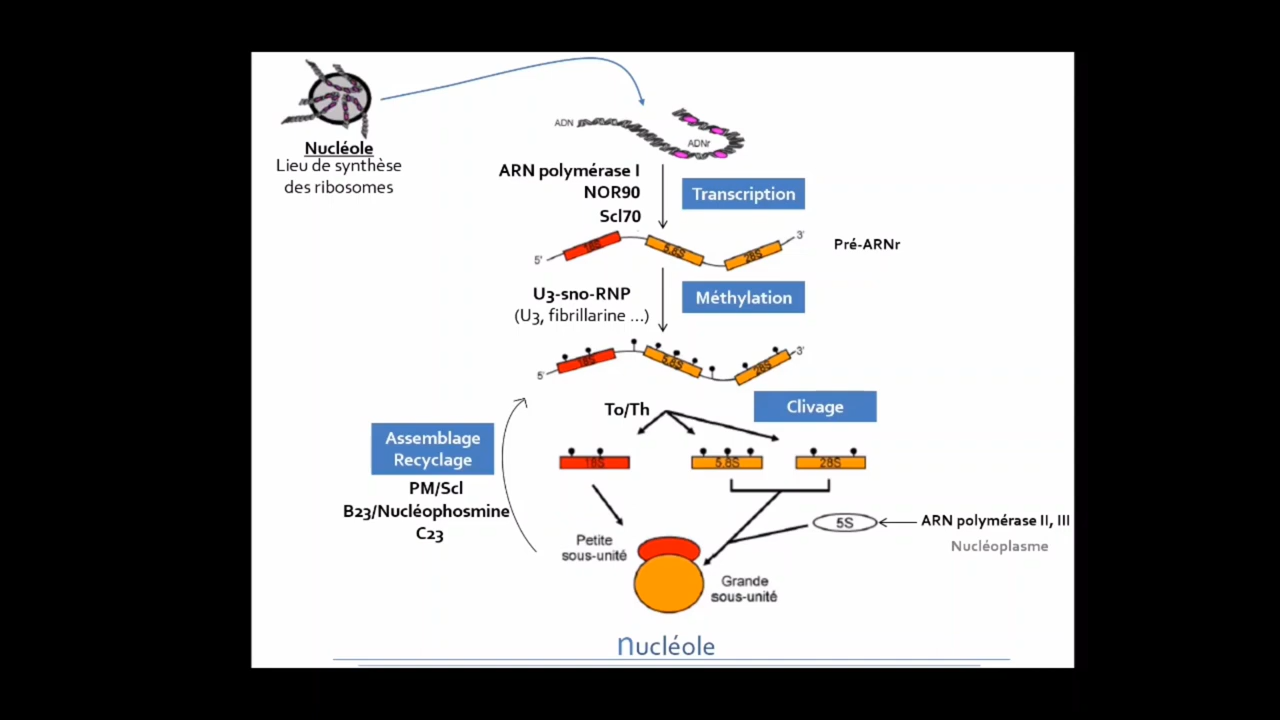 Nucléole
Lieu de synthèse
des ribosomes
ADN
ADNr
ARN polymérase I
NOR90
Scl70
Transcription
5'
18S
5.8S
28S
3'
Pré-ARNr
U3-sno-RNP
(U3, fibrillarine ...)
Méthylation
5'
18S
5.8S
28S
3'
To/Th
Clivage
Assemblage
Recyclage
PM/Scl
B23/Nucléophosmine
C23
18S
5.8S
28S
5S
ARN polymérase II, III
Nucléoplasme
Petite
sous-unité
Grande
sous-unité
nucléole